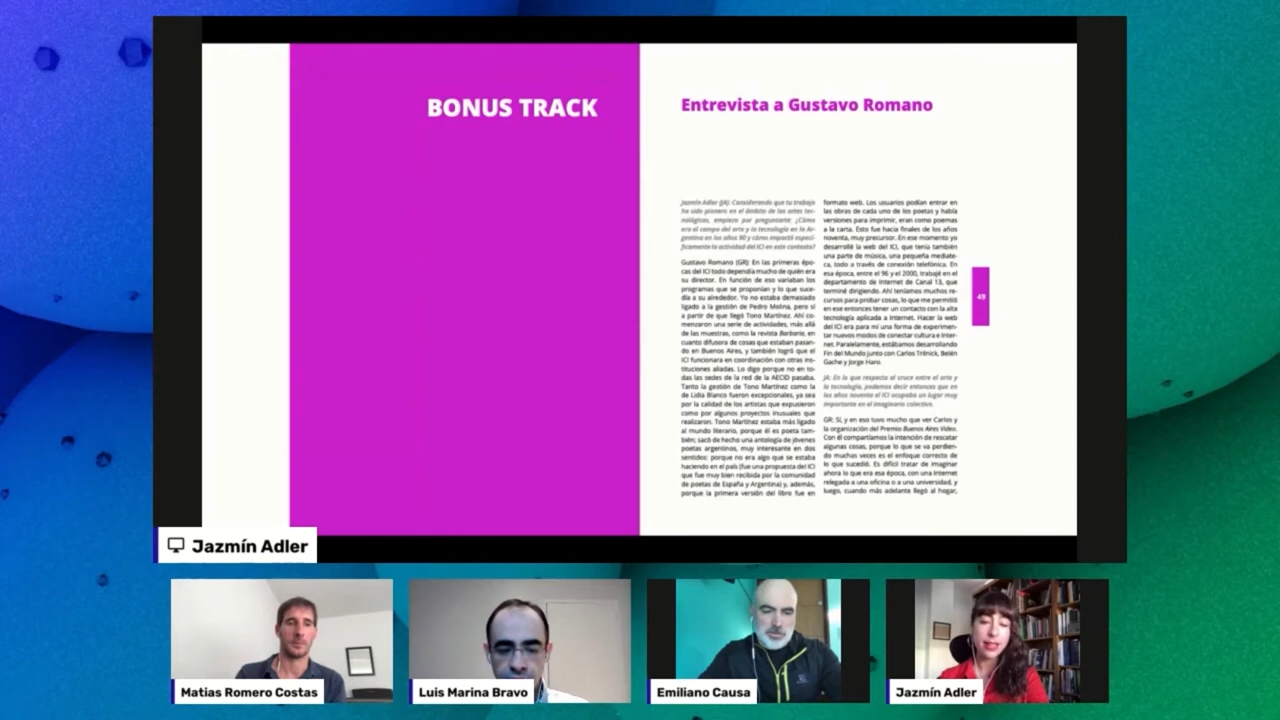 BONUS TRACK
Entrevista a Gustavo Romano
Jazmín Adler (JA): Considerando que tu trabajo
ha sido pionero en el ámbito de las artes tec-
nológicas, empiezo por preguntarte: ¿Cómo
era el campo del arte y la tecnología en la Ar-
gentina en los años 90 y cómo impactó especí-
ficamente la actividad del ICI en este contexto?
Gustavo Romano (GR): En las primeras épo-
cas del ICI todo dependía mucho de quién era
su director. En función de eso variaban los
programas que se proponían y lo que suce-
día a su alrededor. Yo no estaba demasiado
ligado a la gestión de Pedro Molina, pero sí
a partir de que llegó Tono Martínez. Ahí co-
menzaron una serie de actividades, más allá
de las muestras, como la revista Barbaria, en
cuanto difusora de cosas que estaban pasan-
do en Buenos Aires, y también logró que el
ICI funcionara en coordinación con otras ins-
tituciones aliadas. Lo digo porque no en to-
das las sedes de la red de la AECID pasaba.
Tanto la gestión de Tono Martínez como la
de Lidia Blanco fueron excepcionales, ya sea
por la calidad de los artistas que expusieron
como por algunos proyectos inusuales que
realizaron. Tono Martínez estaba más ligado
al mundo literario, porque él es poeta tam-
bién; sacó de hecho una antología de jóvenes
poetas argentinos, muy interesante en dos
sentidos: porque no era algo que se estaba
haciendo en el país (fue una propuesta del ICI
que fue muy bien recibida por la comunidad
de poetas de España y Argentina) y, además,
porque la primera versión del libro fue en
formato web. Los usuarios podían entrar en
las obras de cada uno de los poetas y había
versiones para imprimir, eran como poemas
a la carta. Esto fue hacia finales de los años
noventa, muy precursor. En ese momento yo
desarrollé la web del ICI, que tenía también
una parte de música, una pequeña mediate-
ca, todo a través de conexión telefónica. En
esa época, entre el 96 y el 2000, trabajé en el
departamento de Internet de Canal 13, que
terminé dirigiendo. Ahí teníamos muchos re-
cursos para probar cosas, lo que me permitió
en ese entonces tener un contacto con la alta
tecnología aplicada a Internet. Hacer la web
del ICI era para mí una forma de experimen-
tar nuevos modos de conectar cultura e Inter-
net. Paralelamente, estábamos desarrollando
Fin del Mundo junto con Carlos Trilnick, Belén
Gache y Jorge Haro.
JA: En lo que respecta al cruce entre el arte y
la tecnología, podemos decir entonces que en
los años noventa el ICI ocupaba un lugar muy
importante en el imaginario colectivo.
GR: Sí, y en eso tuvo mucho que ver Carlos y
la organización del Premio Buenos Aires Video.
Con él compartíamos la intención de rescatar
algunas cosas, porque lo que se va perdien-
do muchas veces es el enfoque correcto de
lo que sucedió. Es difícil tratar de imaginar
ahora lo que era esa época, con una Internet
relegada a una oficina o a una universidad, y
luego, cuando más adelante llegó al hogar,
49
Jazmín Adler
Matias Romero Costas
Luis Marina Bravo
Emiliano Causa
Jazmín Adler